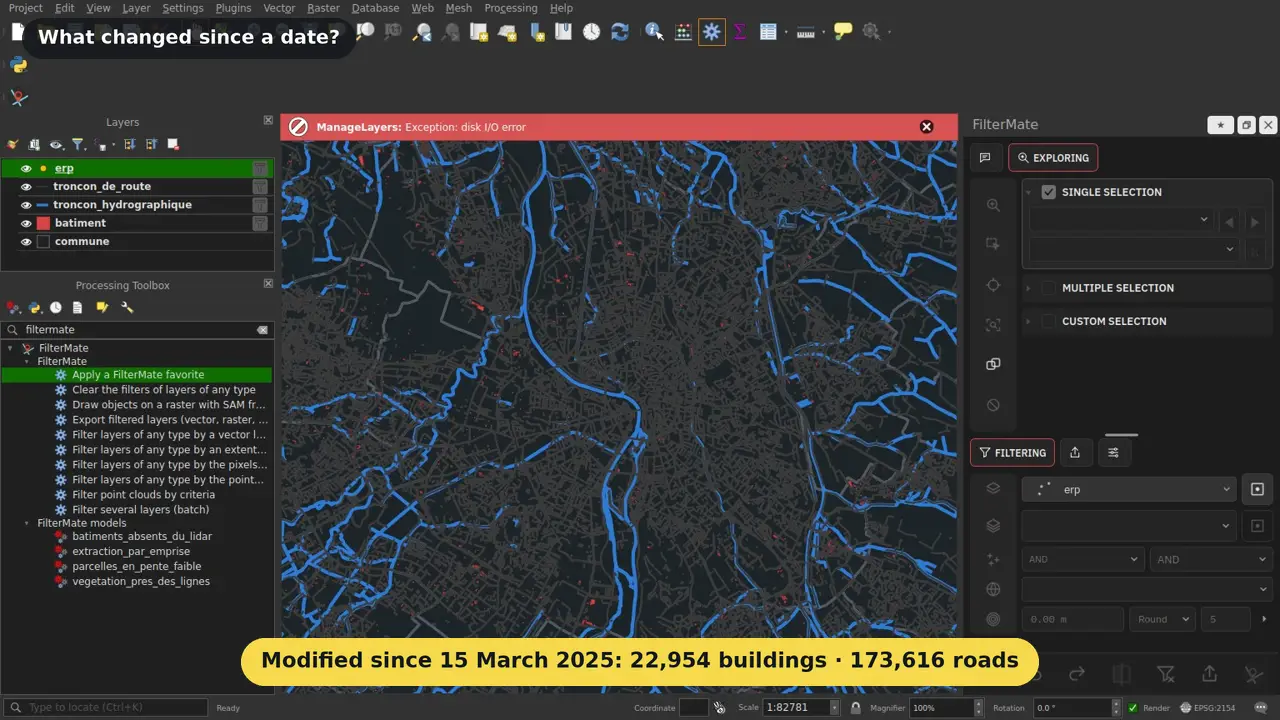 Project Edit View Layer Settings Plugins Vector Raster Database Web Mesh Processing Help
What changed since a date?
Layers
erp
troncon_de_route
troncon_hydrographique
batiment
commune
Processing Toolbox
filtermate
FilterMate
FilterMate
Apply a FilterMate favorite
Clear the filters of layers of any type
Draw objects on a raster with SAM fr...
Export filtered layers (vector, raster, ...
Filter layers of any type by a vector l...
Filter layers of any type by an extent...
Filter layers of any type by the pixels...
Filter layers of any type by the point...
Filter point clouds by criteria
Filter several layers (batch)
FilterMate models
batiments_absents_du_lidar
extraction_par_emprise
parcelles_en_pente_faible
vegetation_pres_des_lignes
ManageLayers: Exception: disk I/O error
FilterMate
EXPLORING
SINGLE SELECTION
MULTIPLE SELECTION
CUSTOM SELECTION
FILTERING
erp
AND AND
0.00 m Round 5
Modified since 15 March 2025: 22,954 buildings · 173,616 roads
Type to locate (Ctrl+K) Ready Coordinate Scale 1:82781 Magnifier 100% Rotation 0.0 ° Render EPSG:2154